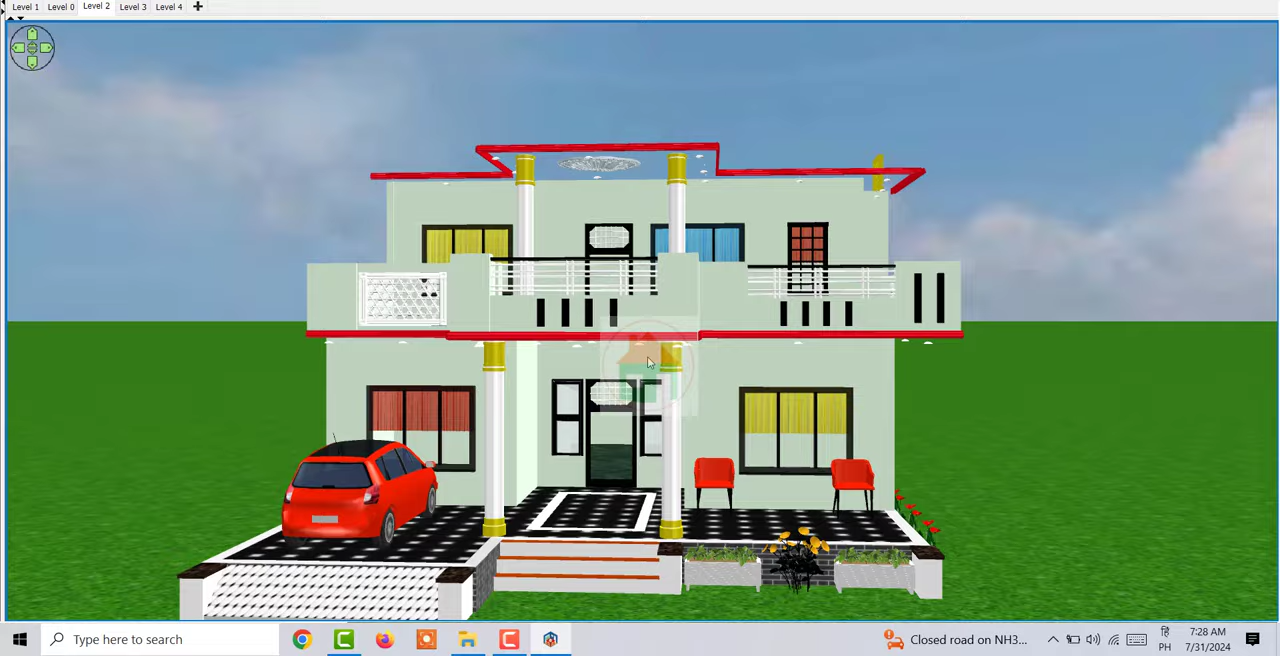 Level 1 Level 0 Level 2 Level 3 Level 4
Type here to search
Closed road on NH3...
हिं
PH
7:28 AM
7/31/2024